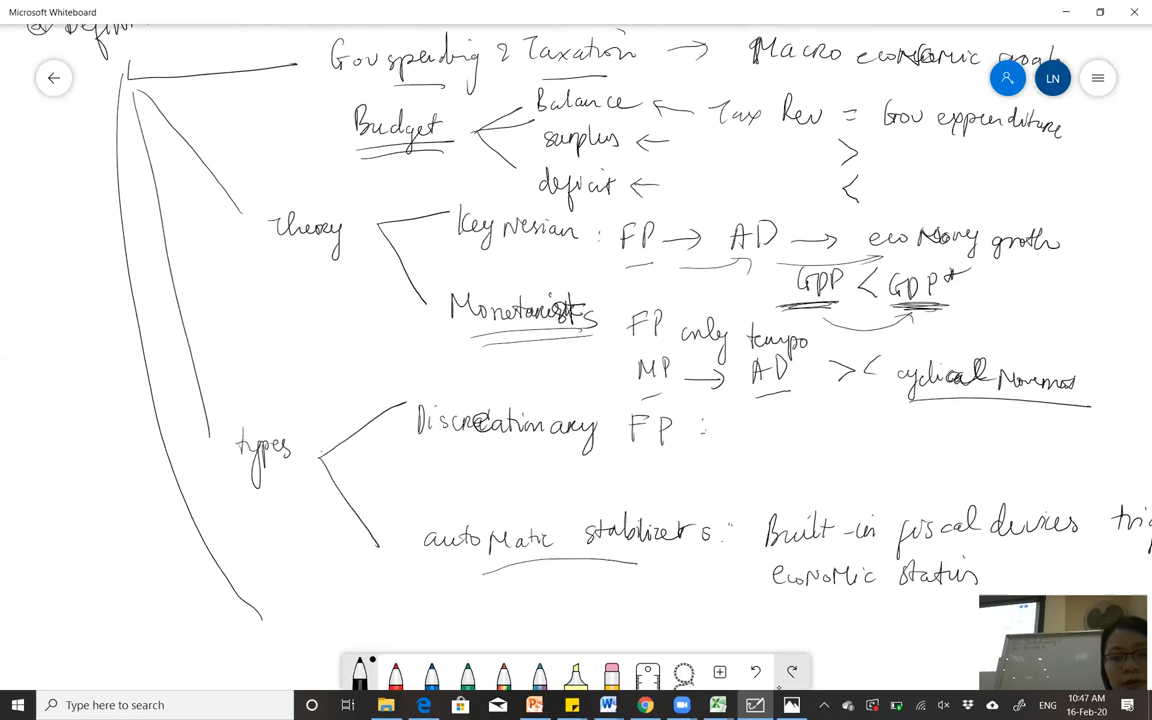 Microsoft Whiteboard
Gov spending & Taxation → Macro economic goals
LN
Budget
Balance ← Tax Rev = Gov expenditure
surplus ← >
deficit ← <
theory
Keynesian : FP → AD → economy growth
GDP < GDP*
Monetarists FP only tempo
MP → AD >< cyclical
Discreationary FP :
types
automatic stabilizers : Built-in fiscal devices
economic status
Type here to search
ENG
10:47 AM
16-Feb-20